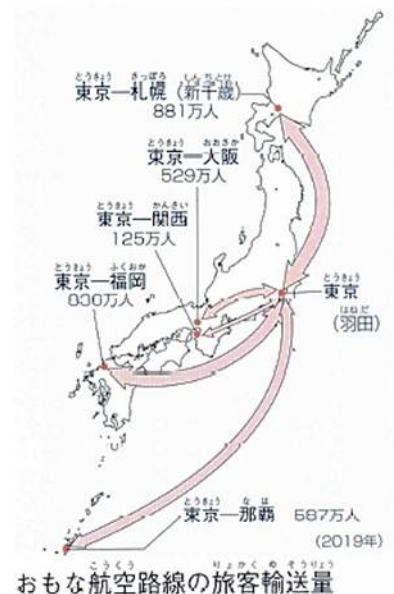 とうきょう さっぽろ しんちとせ
東京―札幌（新千歳）
881万人
とうきょう おおさか
東京―大阪
529万人
とうきょう かんさい
東京―関西
125万人
とうきょう ふくおか
東京―福岡
万人
とうきょう
東京
はねだ
（羽田）
とうきょう なは
東京―那覇 587万人
（2019年）
こうくう りょかくゆそうりょう
おもな航空路線の旅客輸送量